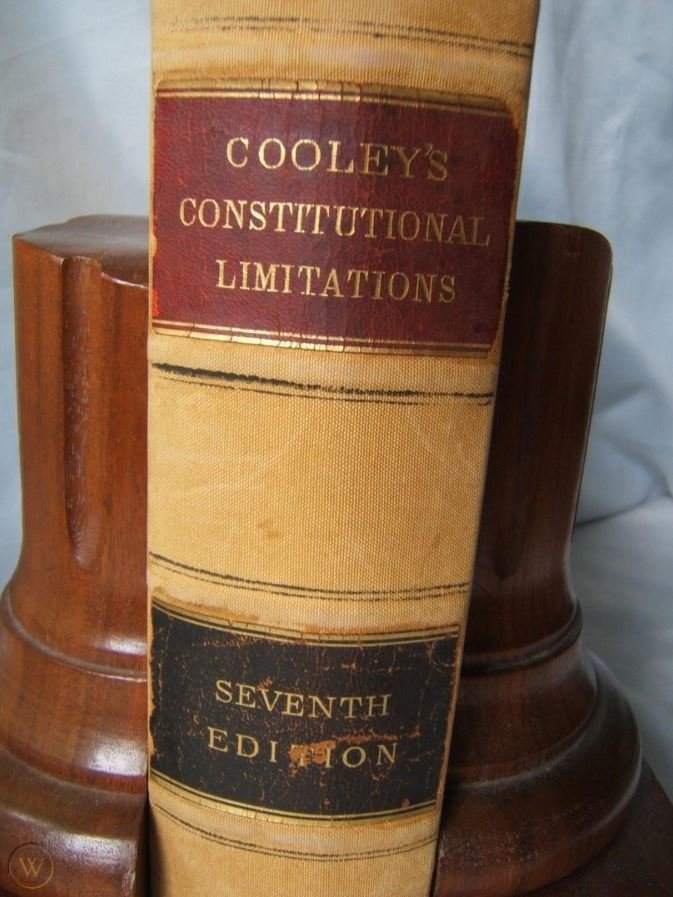 COOLEY'S
CONSTITUTIONAL
LIMITATIONS
SEVENTH
EDITION
W